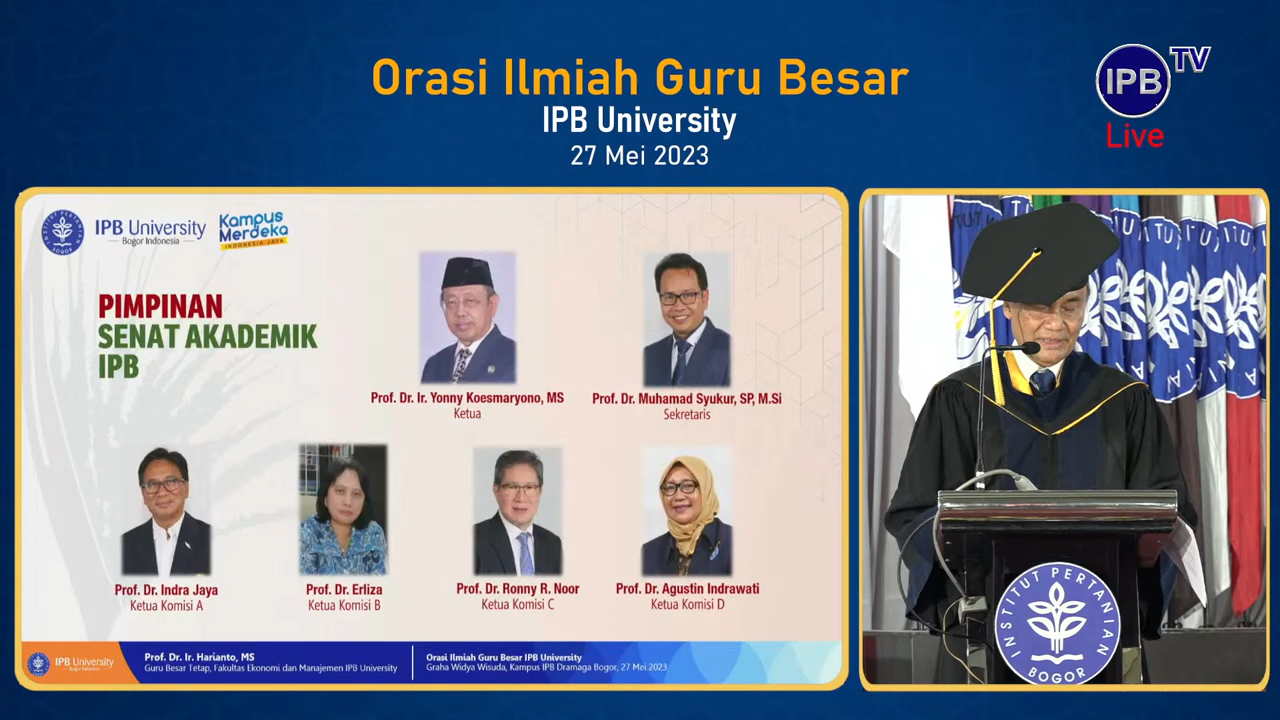 Orasi Ilmiah Guru Besar
IPB University
27 Mei 2023
IPB TV
Live
INSTITUT PERTANIAN
BOGOR
IPB University
Bogor Indonesia
Kampus
Merdeka
INDONESIA JAYA
PIMPINAN
SENAT AKADEMIK
IPB
Prof. Dr. Ir. Yonny Koesmaryono, MS
Ketua
Prof. Dr. Muhamad Syukur, SP, M.Si
Sekretaris
Prof. Dr. Indra Jaya
Ketua Komisi A
Prof. Dr. Erliza
Ketua Komisi B
Prof. Dr. Ronny R. Noor
Ketua Komisi C
Prof. Dr. Agustin Indrawati
Ketua Komisi D
IPB University
Prof. Dr. Ir. Harianto, MS
Guru Besar Tetap, Fakultas Ekonomi dan Manajemen IPB University
Orasi Ilmiah Guru Besar IPB University
Graha Widya Wisuda, Kampus IPB Dramaga Bogor, 27 Mei 2023
INSTITUT PERTANIAN
BOGOR